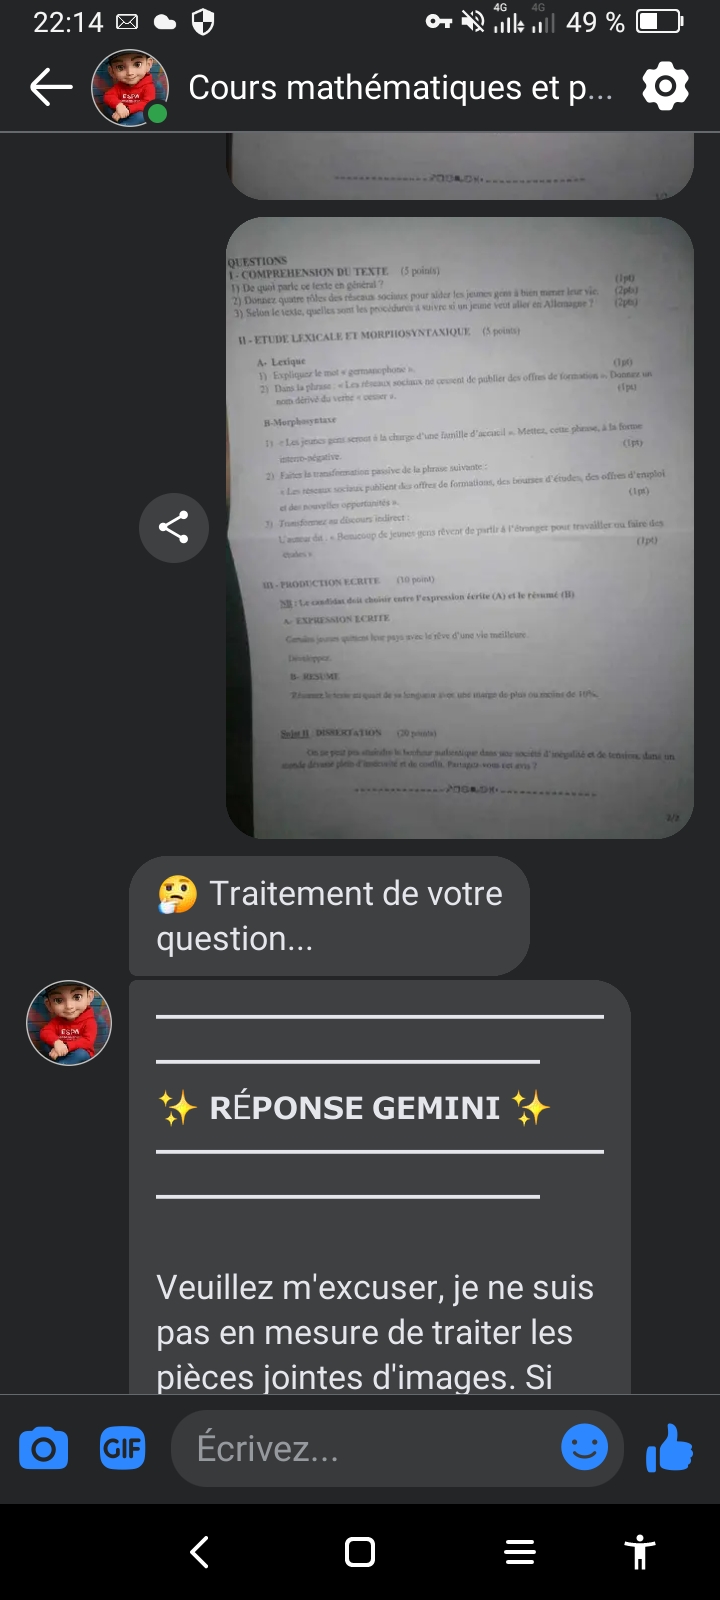 22:14 4G 4G 49 %
Cours mathématiques et p...
1/2
QUESTIONS
I - COMPREHENSION DU TEXTE (5 points)
1) De quoi parle ce texte en général ? (1pt)
2) Donnez quatre rôles des réseaux sociaux pour aider les jeunes gens à bien mener leur vie. (2pts)
3) Selon le texte, quelles sont les procédures à suivre si un jeune veut aller en Allemagne ? (2pts)
II - ETUDE LEXICALE ET MORPHOSYNTAXIQUE (5 points)
A- Lexique
1) Expliquez le mot « germanophone ». (1pt)
2) Dans la phrase : « Les réseaux sociaux ne cessent de publier des offres de formation ». Donnez un
nom dérivé du verbe « cesser ». (1pt)
B-Morphosyntaxe
1) « Les jeunes gens seront à la charge d'une famille d'accueil ». Mettez, cette phrase, à la forme
interro-négative. (1pt)
2) Faites la transformation passive de la phrase suivante :
« Les réseaux sociaux publient des offres de formations, des bourses d'études, des offres d'emploi
et des nouvelles opportunités ». (1pt)
3) Transformez au discours indirect :
L'auteur dit : « Beaucoup de jeunes gens rêvent de partir à l'étranger pour travailler ou faire des
études » (1pt)
III - PRODUCTION ECRITE (10 point)
NB : Le candidat doit choisir entre l'expression écrite (A) et le résumé (B)
A- EXPRESSION ECRITE
Certains jeunes quittent leur pays avec le rêve d'une vie meilleure.
Développez.
B- RESUME
Résumez le texte au quart de sa longueur avec une marge de plus ou moins de 10%.
Sujet II DISSERTATION (20 points)
On ne peut pas atteindre le bonheur authentique dans une société d'inégalité et de tension, dans un
monde devenu plein d'insécurité et de conflit. Partagez-vous cet avis ?
2/2
🤔 Traitement de votre
question...
ESPA
✨ RÉPONSE GEMINI ✨
Veuillez m'excuser, je ne suis
pas en mesure de traiter les
pièces jointes d'images. Si
GIF Écrivez...